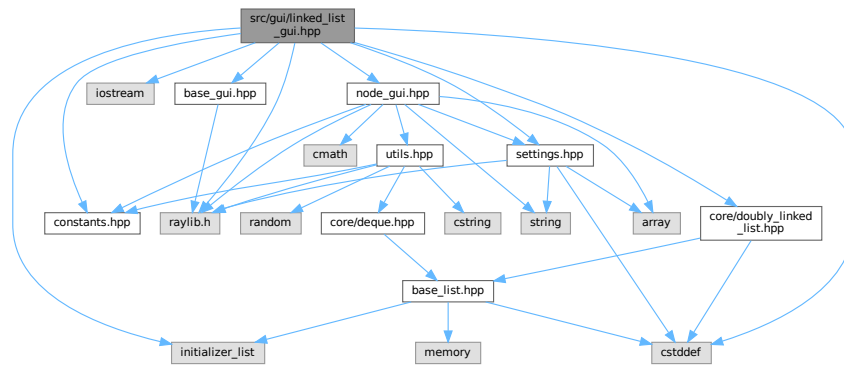 src/gui/linked_list
_gui.hpp
iostream
base_gui.hpp
node_gui.hpp
cmath
utils.hpp
settings.hpp
constants.hpp
raylib.h
random
core/deque.hpp
cstring
string
array
core/doubly_linked
_list.hpp
base_list.hpp
initializer_list
memory
cstddef